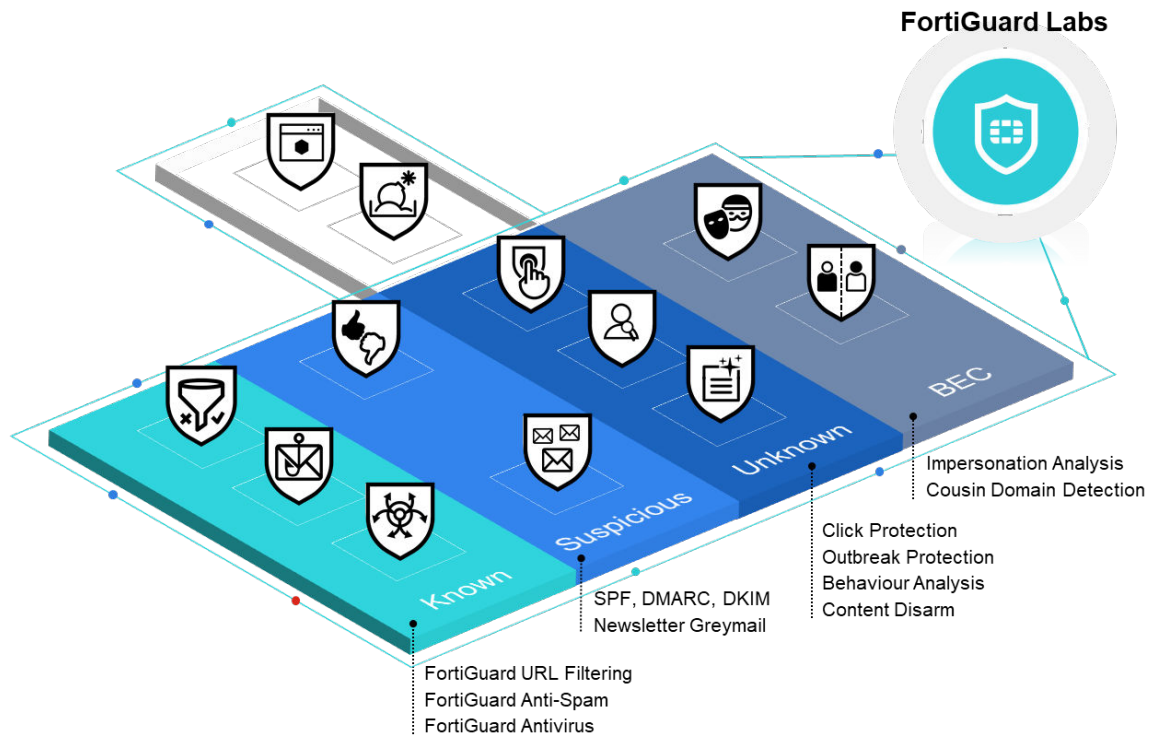 FortiGuard Labs
BEC
Unknown
Suspicious
Known
Impersonation Analysis
Cousin Domain Detection
Click Protection
Outbreak Protection
Behaviour Analysis
Content Disarm
SPF, DMARC, DKIM
Newsletter Greymail
FortiGuard URL Filtering
FortiGuard Anti-Spam
FortiGuard Antivirus